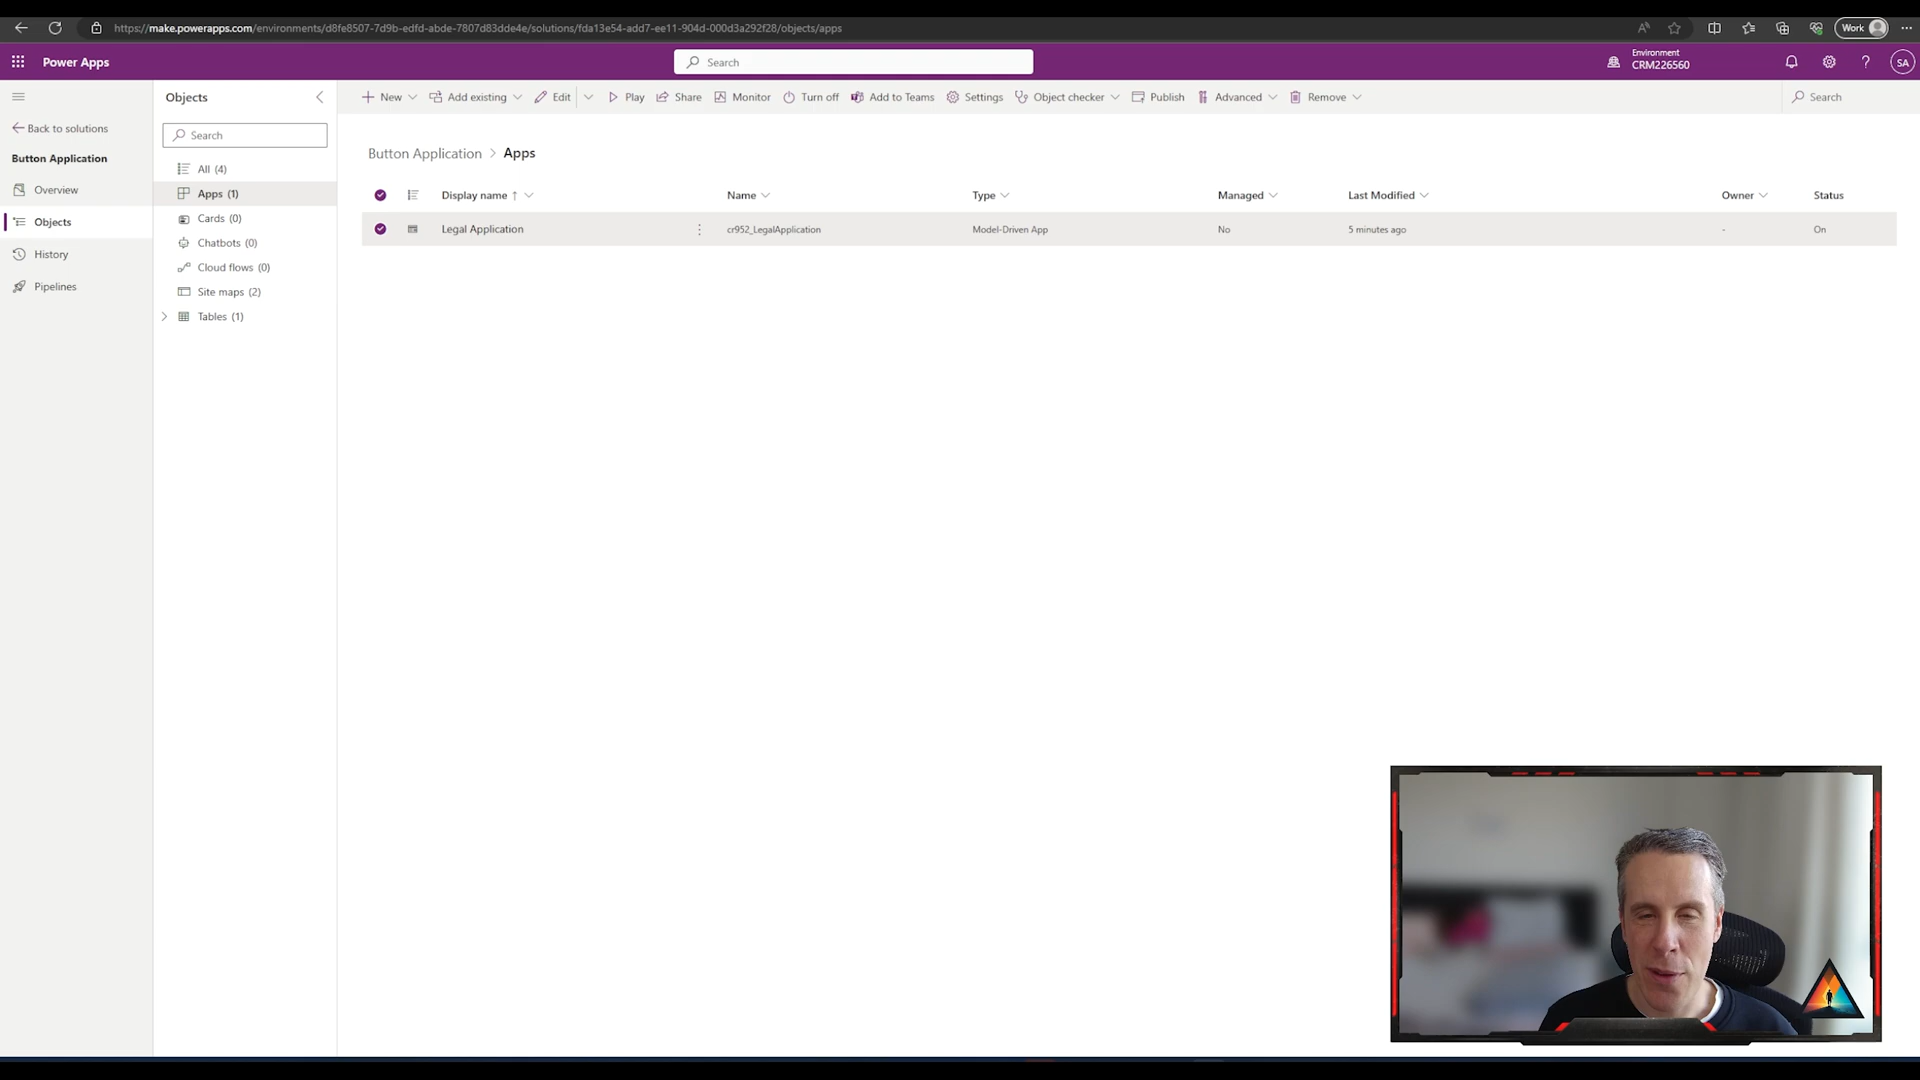 https://make.powerapps.com/environments/d8fe8507-7d9b-edfd-abde-7807d83dde4e/solutions/fda13e54-add7-ee11-904d-000d3a292f28/objects/apps
Work
Power Apps
Search
Environment
CRM226560
SA
Objects
New
Add existing
Edit
Play
Share
Monitor
Turn off
Add to Teams
Settings
Object checker
Publish
Advanced
Remove
Search
Back to solutions
Button Application
Overview
Objects
History
Pipelines
Search
All (4)
Apps (1)
Cards (0)
Chatbots (0)
Cloud flows (0)
Site maps (2)
Tables (1)
Button Application > Apps
Display name ↑ Name Type Managed Last Modified Owner Status
Legal Application cr952_LegalApplication Model-Driven App No 5 minutes ago - On